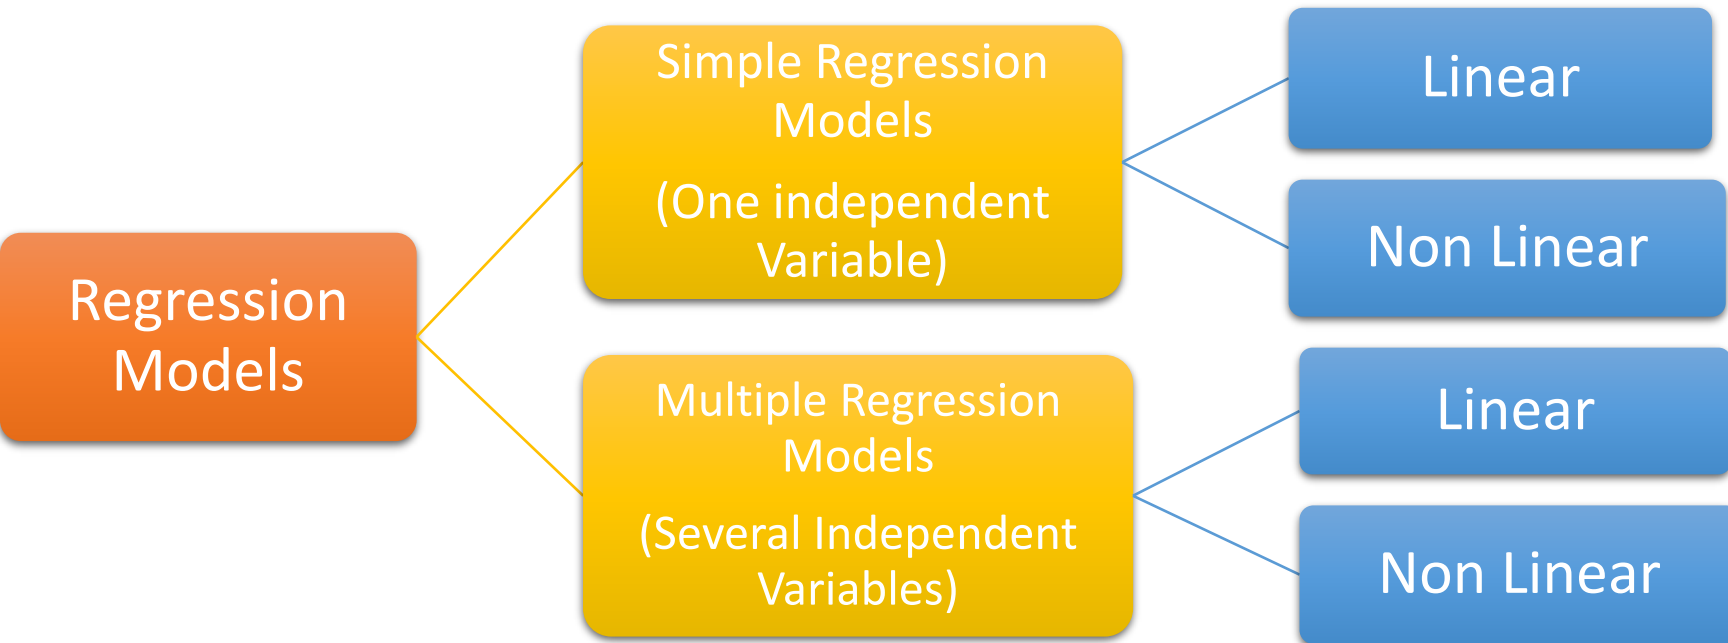 Regression
Models
Simple Regression
Models
(One independent
Variable)
Linear
Non Linear
Multiple Regression
Models
(Several Independent
Variables)
Linear
Non Linear